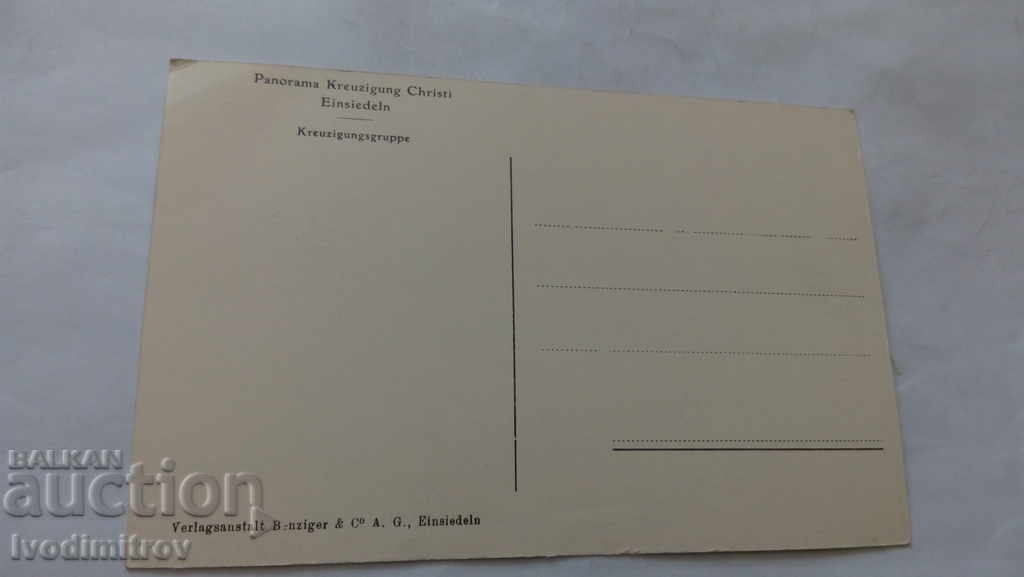 Panorama Kreuzigung Christi
Einsiedeln
Kreuzigungsgruppe
Verlagsanstalt Benziger & Cº A. G., Einsiedeln
BALKAN
auction
Ivodimitrov